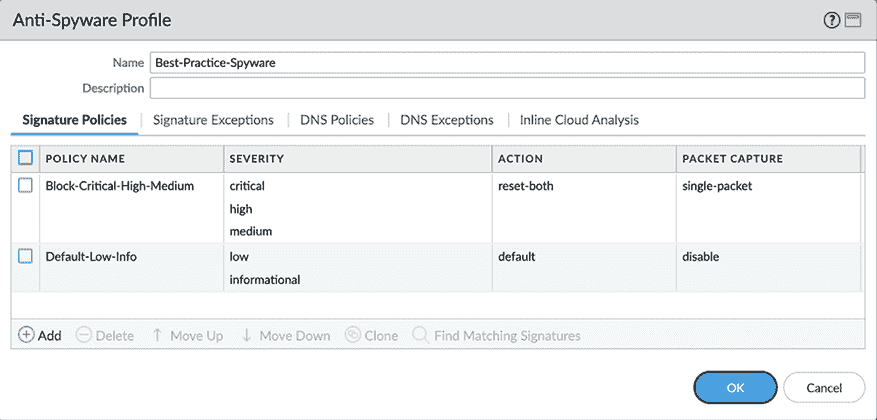 Anti-Spyware Profile
Name Best-Practice-Spyware
Description
Signature Policies Signature Exceptions DNS Policies DNS Exceptions Inline Cloud Analysis
POLICY NAME SEVERITY ACTION PACKET CAPTURE
Block-Critical-High-Medium critical reset-both single-packet
high
medium
Default-Low-Info low default disable
informational
Add Delete Move Up Move Down Clone Find Matching Signatures
OK Cancel